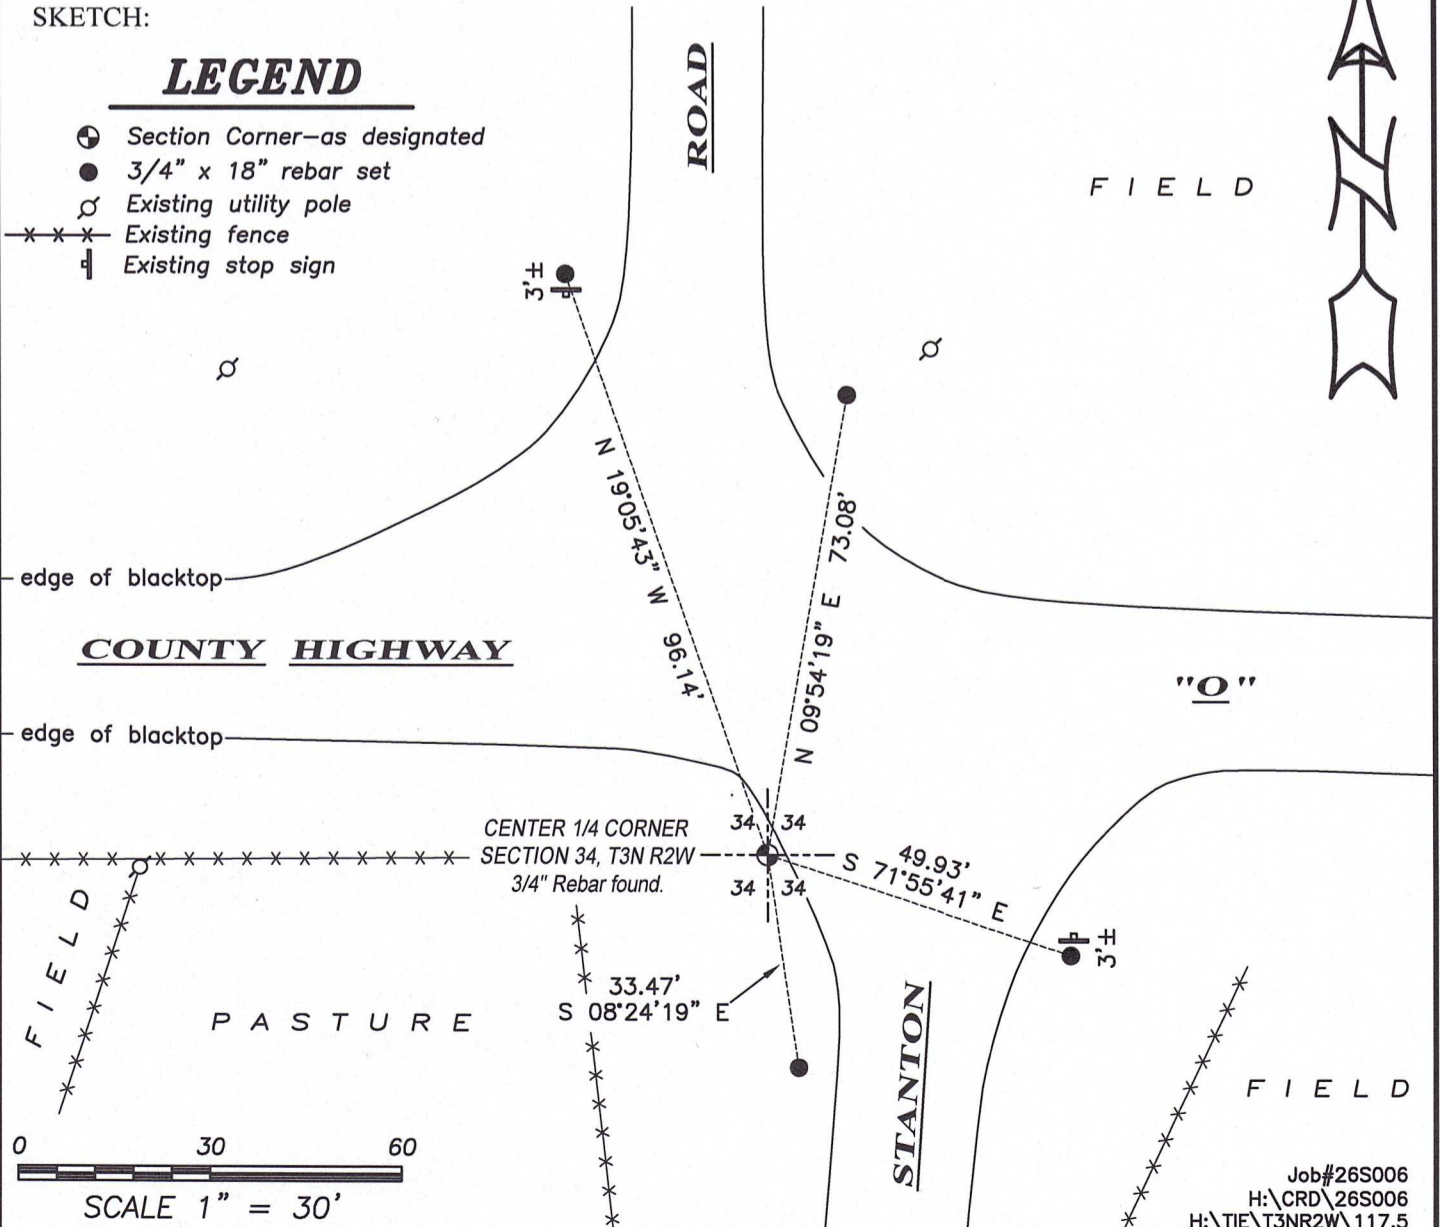 SKETCH:
LEGEND
Section Corner-as designated
3/4" x 18" rebar set
Existing utility pole
Existing fence
Existing stop sign
ROAD
N
FIELD
3'±
N 19°05'43" W 96.14'
N 09°54'19" E 73.08'
edge of blacktop
COUNTY HIGHWAY
"O"
edge of blacktop
CENTER 1/4 CORNER
SECTION 34, T3N R2W
3/4" Rebar found.
34 34
34 34
49.93'
S 71°55'41" E
3'±
33.47'
S 08°24'19" E
FIELD
PASTURE
STANTON
FIELD
0 30 60
SCALE 1" = 30'
Job#26S006
H:\CRD\26S006
H:\TIE\T3NR2W\117.5